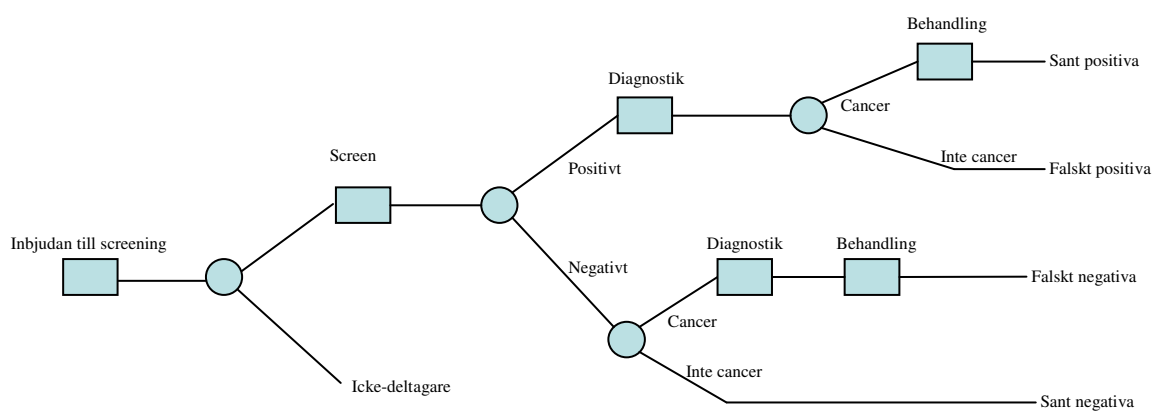 Behandling
Sant positiva
Diagnostik
Cancer
Screen
Positivt
Inte cancer
Falskt positiva
Inbjudan till screening
Diagnostik
Behandling
Negativt
Falskt negativa
Cancer
Inte cancer
Icke-deltagare
Sant negativa